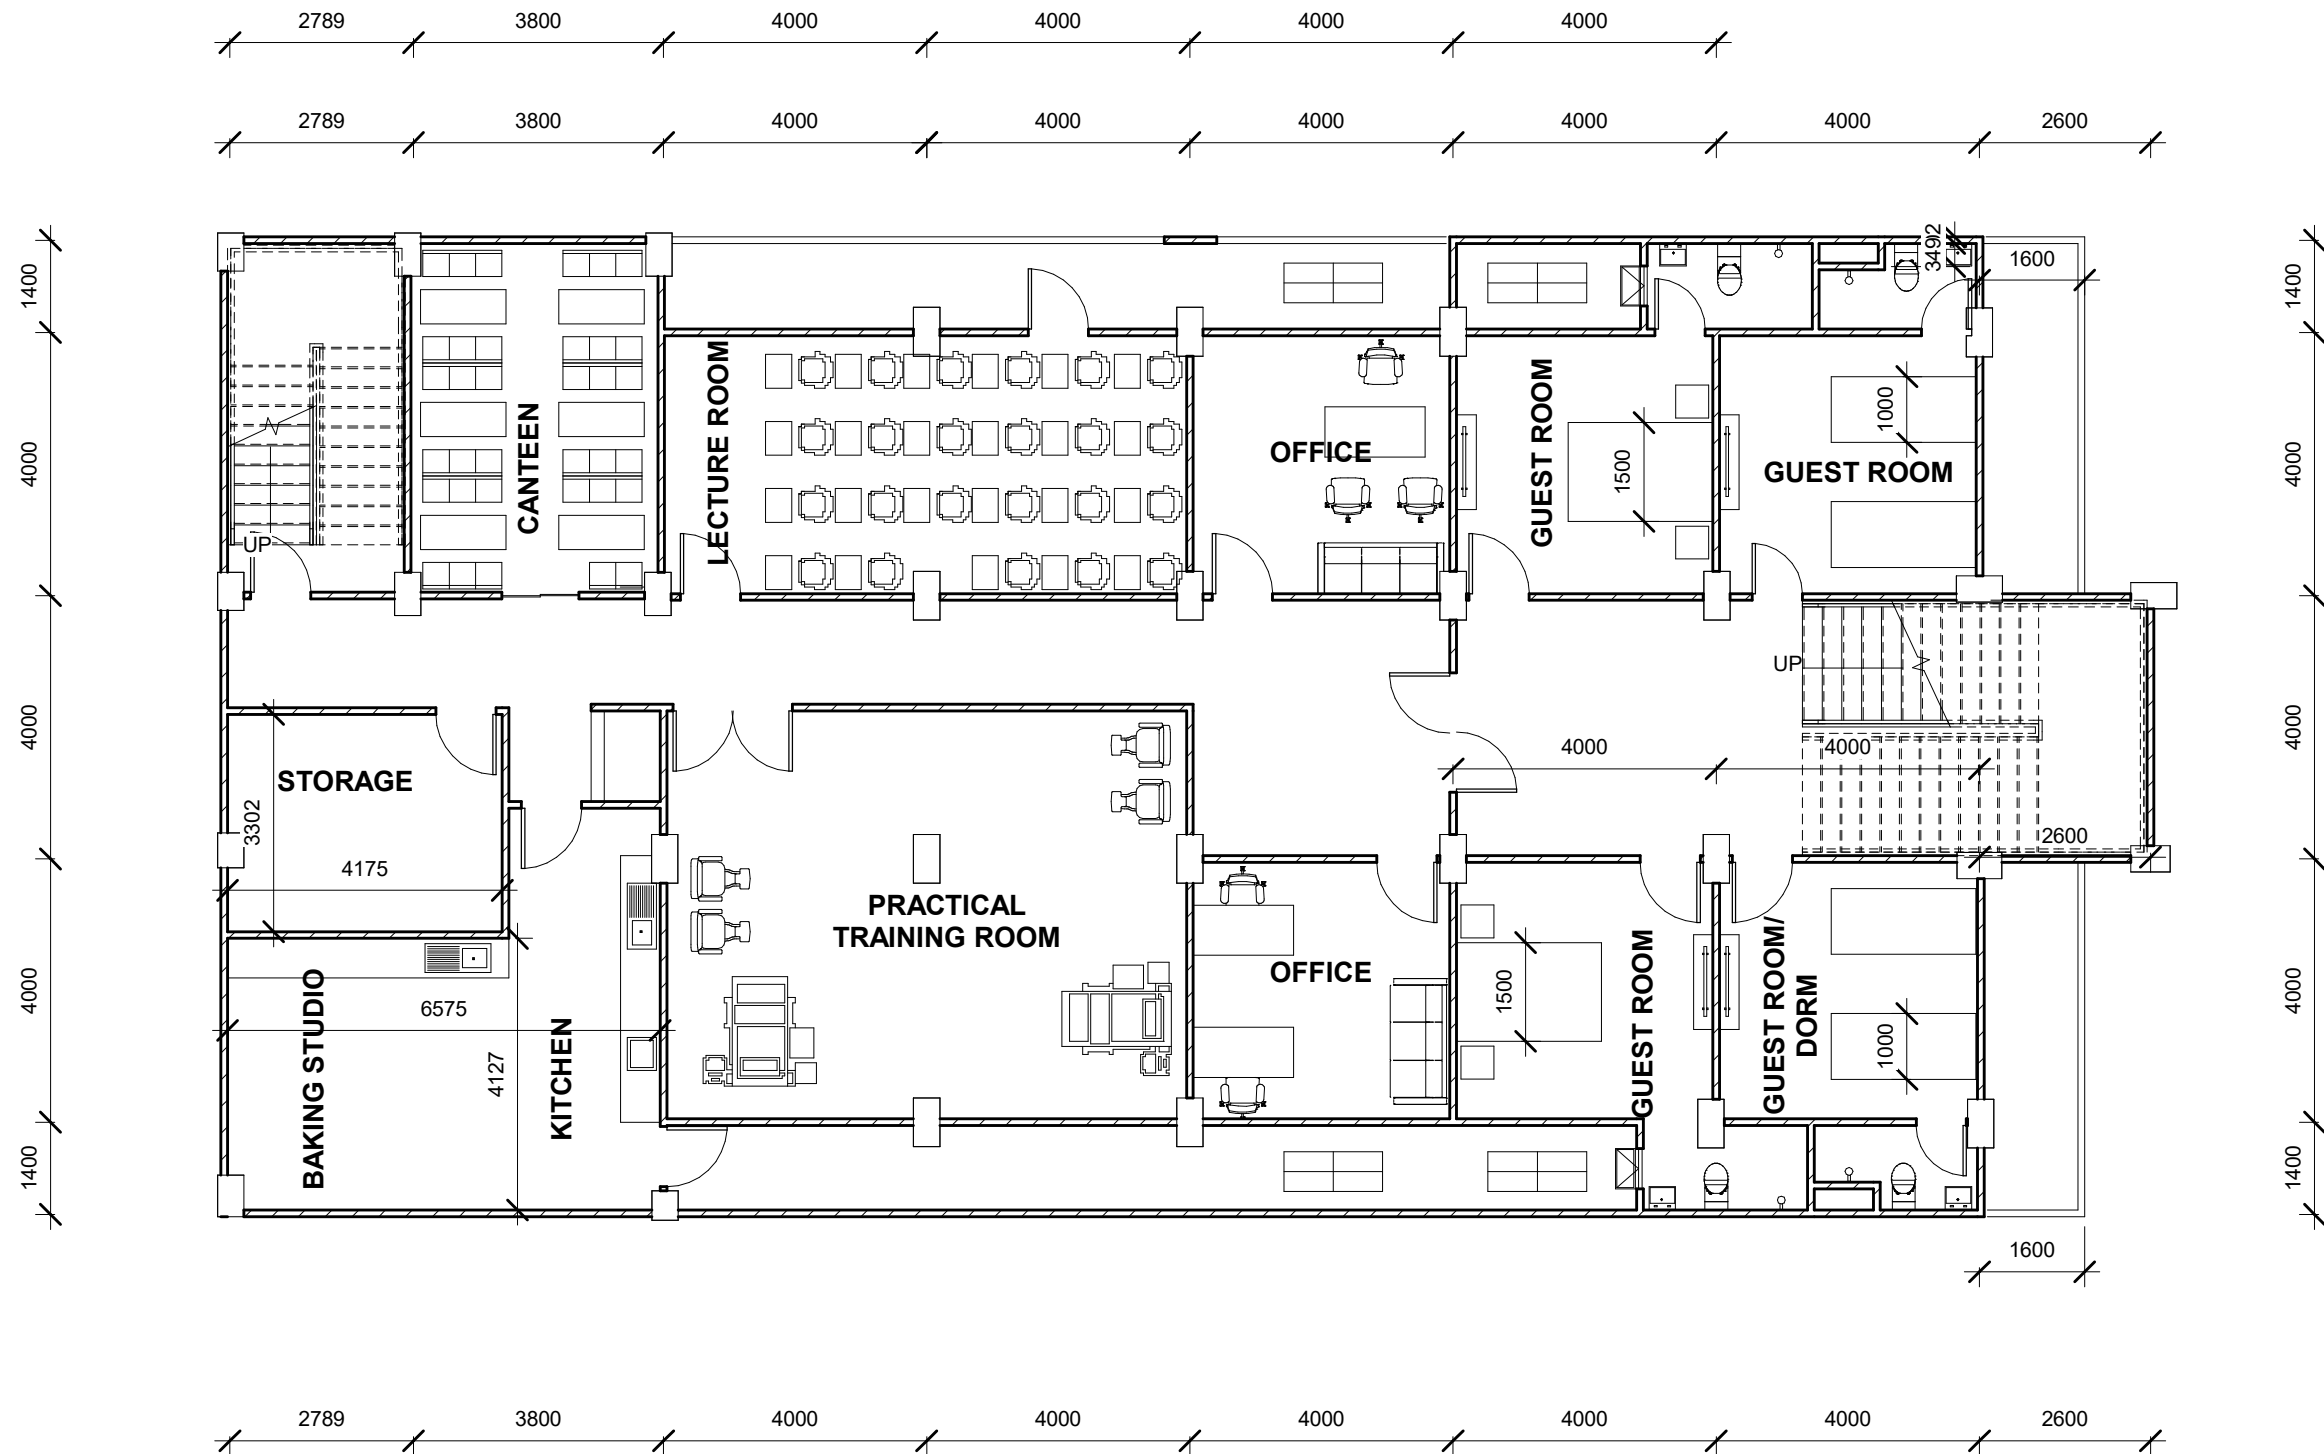 2789 3800 4000 4000 4000 4000
2789 3800 4000 4000 4000 4000 4000 2600
1400 3492 1600 1400
LECTURE ROOM
GUEST ROOM
CANTEEN
1000
4000 OFFICE 1500 GUEST ROOM 4000
UP
UP
4000 4000 4000 4000
STORAGE
3302 2600
4175
PRACTICAL
TRAINING ROOM
BAKING STUDIO
OFFICE
GUEST ROOM
GUEST ROOM/
DORM
4000 6575 1500 4000
4127 KITCHEN 1000
1400 1400
1600
2789 3800 4000 4000 4000 4000 4000 2600